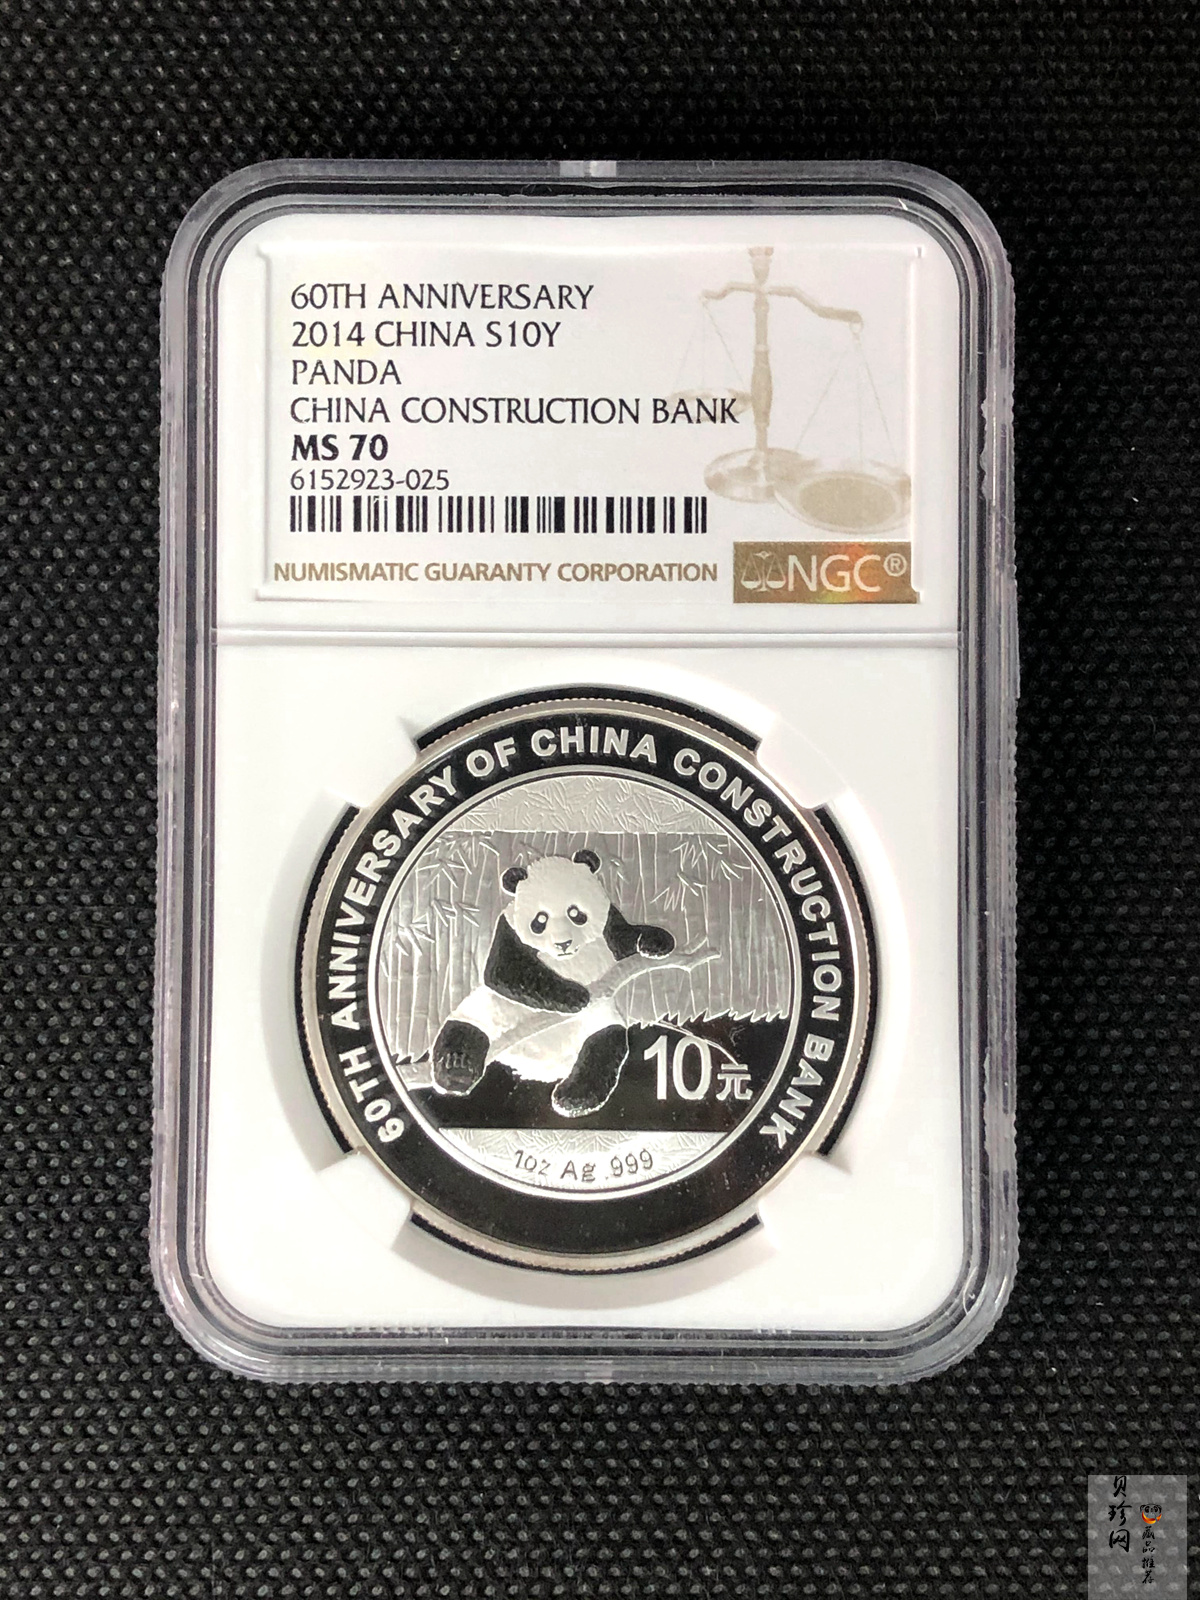 60TH ANNIVERSARY
2014 CHINA S10Y
PANDA
CHINA CONSTRUCTION BANK
MS 70
6152923-025
NUMISMATIC GUARANTY CORPORATION
NGC®
60TH ANNIVERSARY OF CHINA CONSTRUCTION BANK
10元
1oz Ag .999
贝珍网
藏品推荐